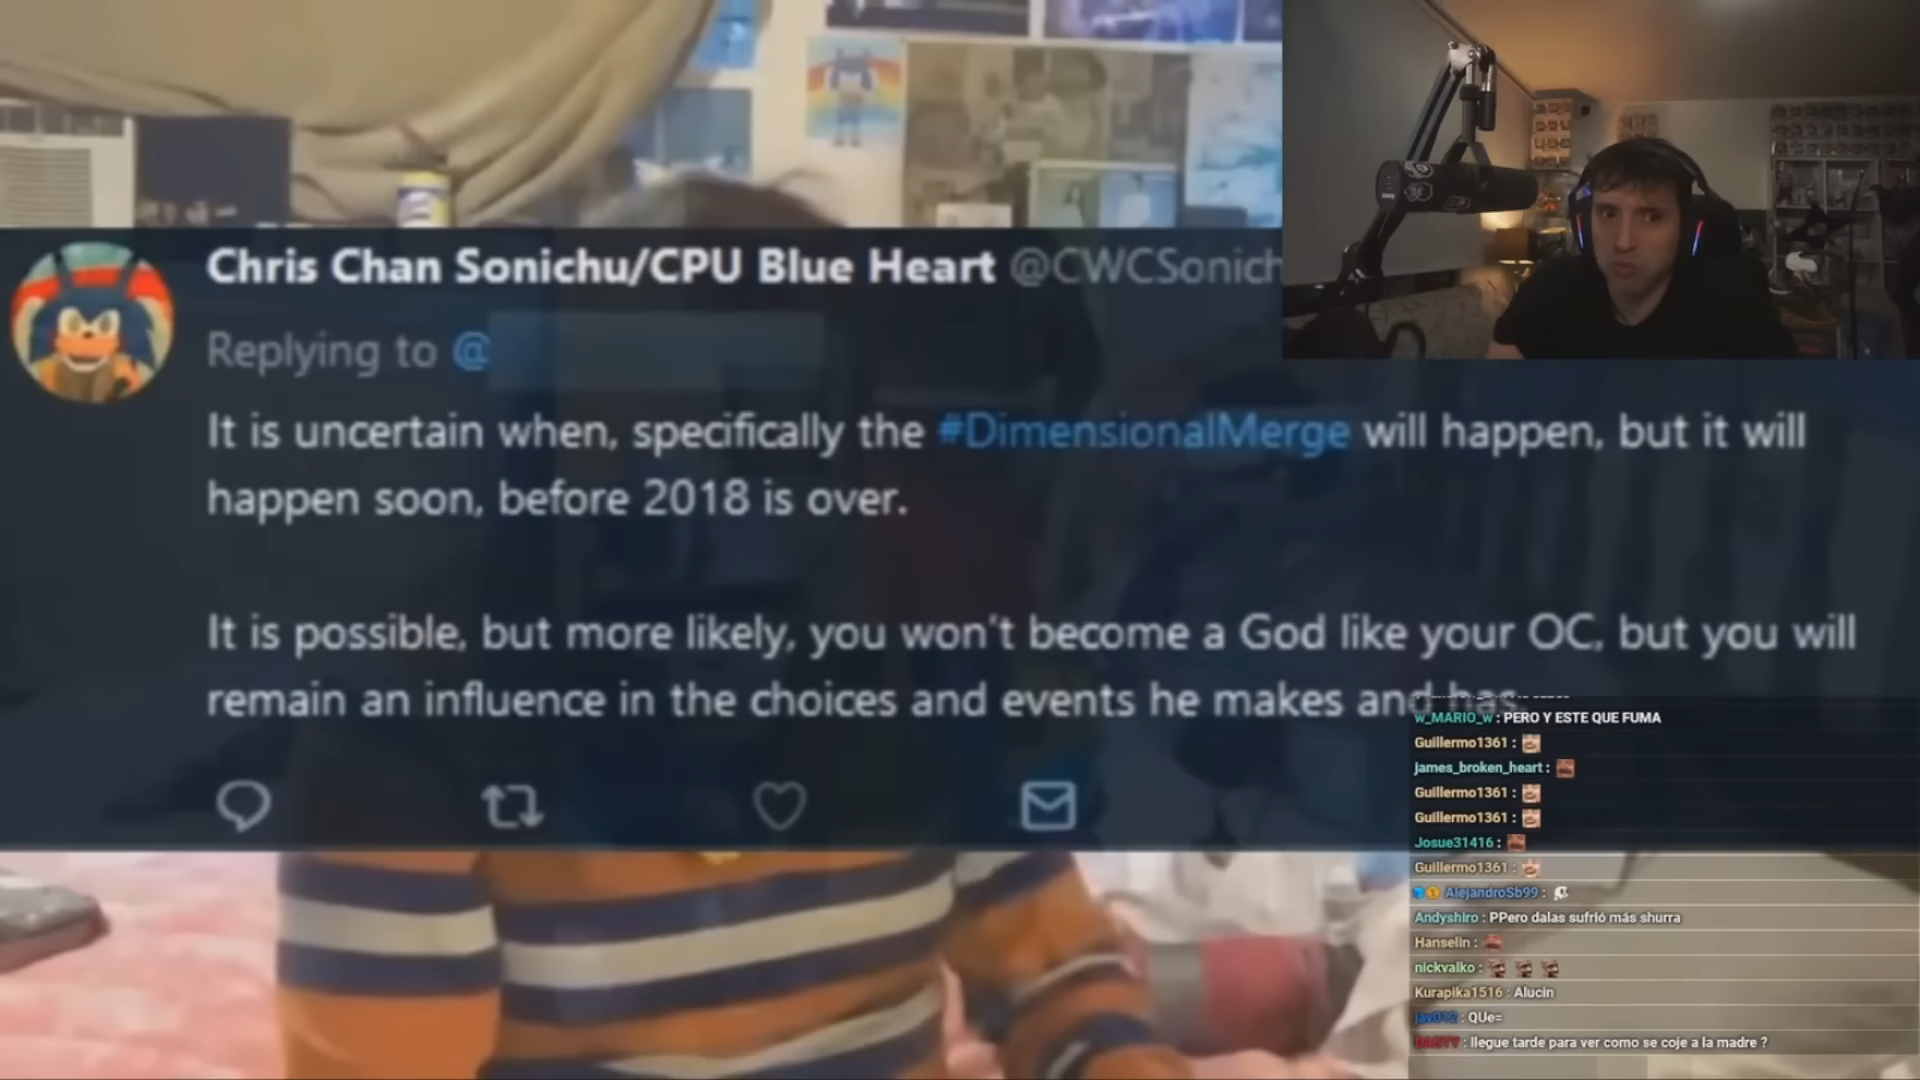 Chris Chan Sonichu/CPU Blue Heart @CWCSonich
Replying to @
It is uncertain when, specifically the #DimensionalMerge will happen, but it will
happen soon, before 2018 is over.
It is possible, but more likely, you won't become a God like your OC, but you will
remain an influence in the choices and events he makes and has.
w_MARIO_w : PERO Y ESTE QUE FUMA
Guillermo1361 :
james_broken_heart :
Guillermo1361 :
Guillermo1361 :
Josue31416 :
Guillermo1361 :
AlejandroSb99 :
Andyshiro : PPero dalas sufrió más shurra
Hanselin :
nickvalko :
Kurapika1516 : Alucin
: QUe=
DASTY : llegue tarde para ver como se coje a la madre ?